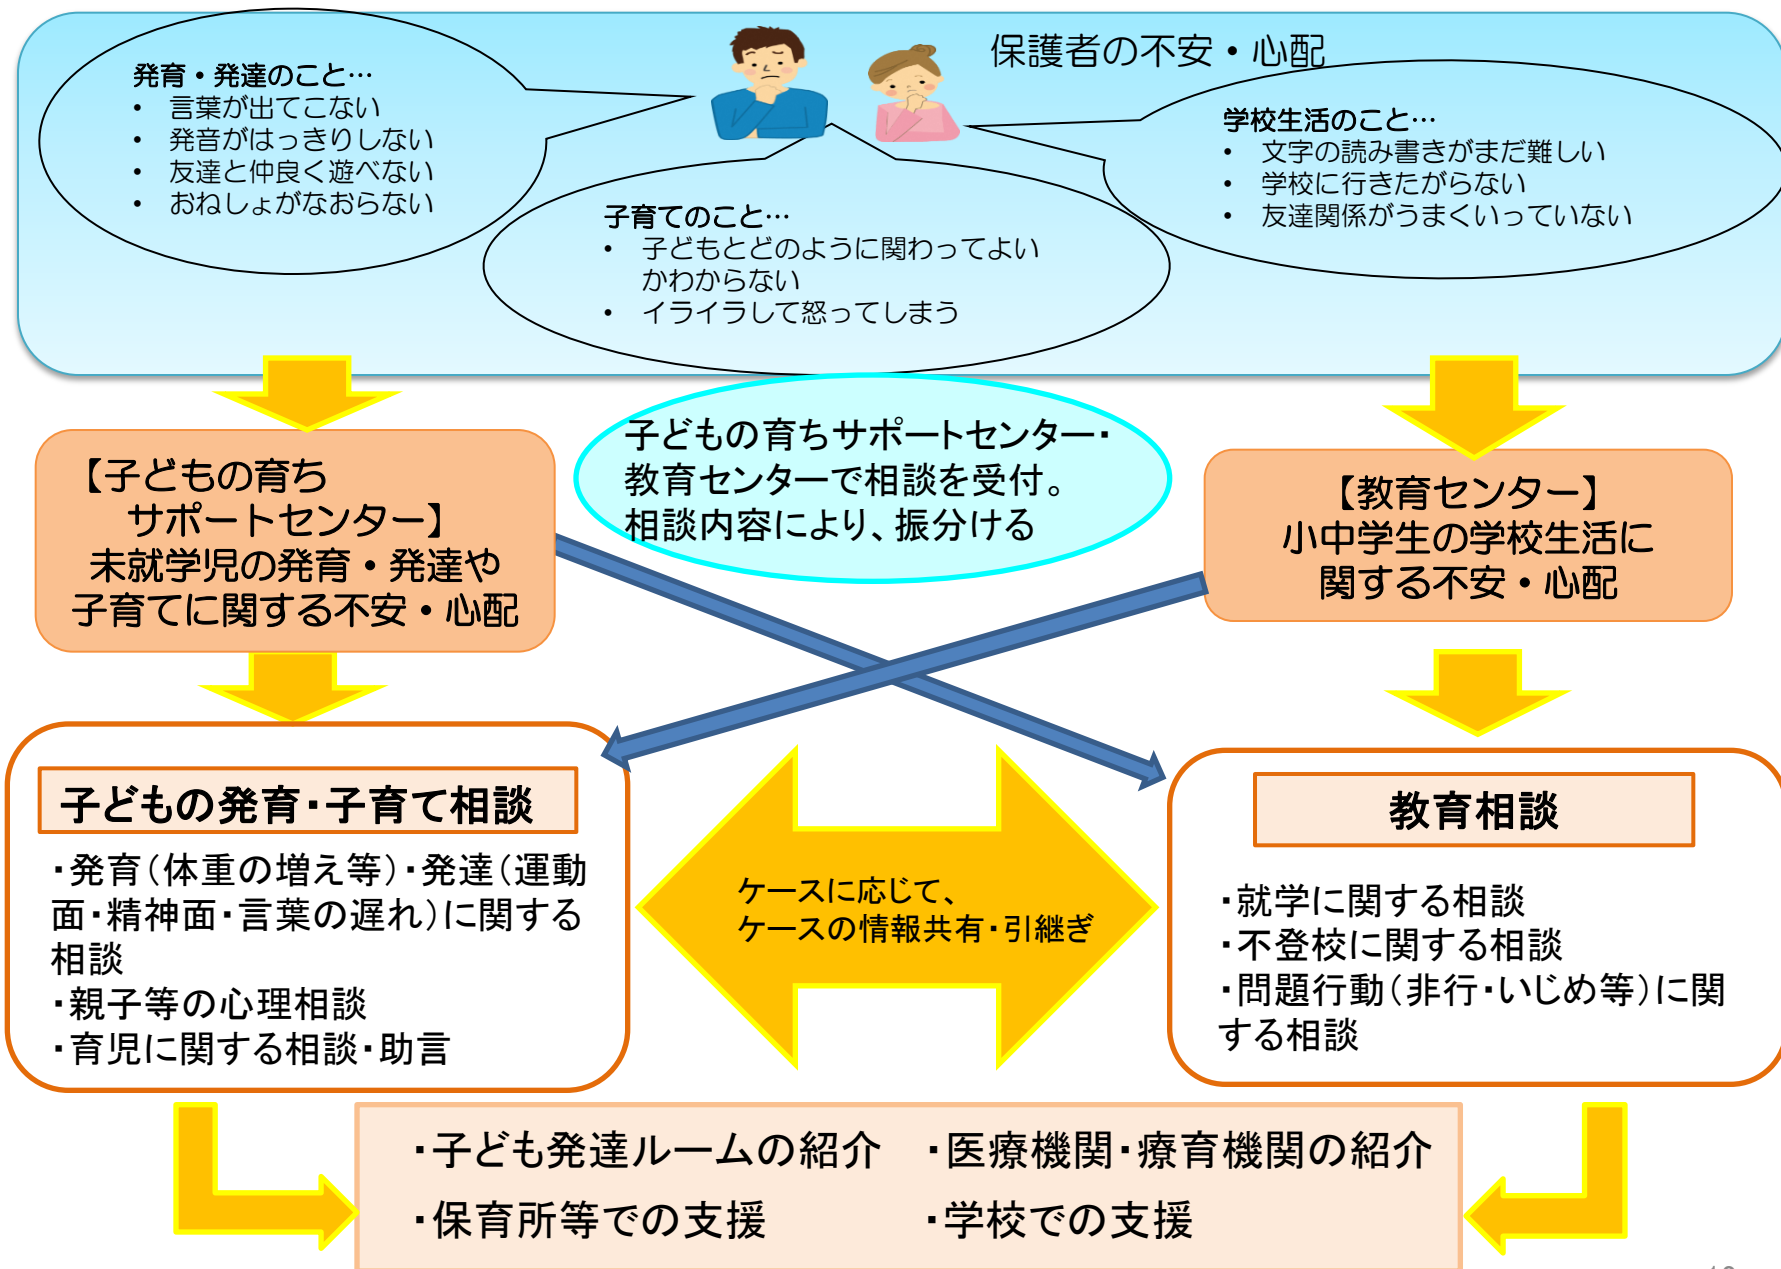 保護者の不安・心配
発育・発達のこと…
• 言葉が出てこない
• 発音がはっきりしない
• 友達と仲良く遊べない
• おねしょがなおらない
子育てのこと…
• 子どもとどのように関わってよい
かわからない
• イライラして怒ってしまう
学校生活のこと…
• 文字の読み書きがまだ難しい
• 学校に行きたがらない
• 友達関係がうまくいっていない
【子どもの育ち
サポートセンター】
未就学児の発育・発達や
子育てに関する不安・心配
子どもの育ちサポートセンター・
教育センターで相談を受付。
相談内容により、振分ける
【教育センター】
小中学生の学校生活に
関する不安・心配
子どもの発育・子育て相談
・発育（体重の増え等）・発達（運動
面・精神面・言葉の遅れ）に関する
相談
・親子等の心理相談
・育児に関する相談・助言
ケースに応じて、
ケースの情報共有・引継ぎ
教育相談
・就学に関する相談
・不登校に関する相談
・問題行動（非行・いじめ等）に関
する相談
・子ども発達ルームの紹介 ・医療機関・療育機関の紹介
・保育所等での支援 ・学校での支援